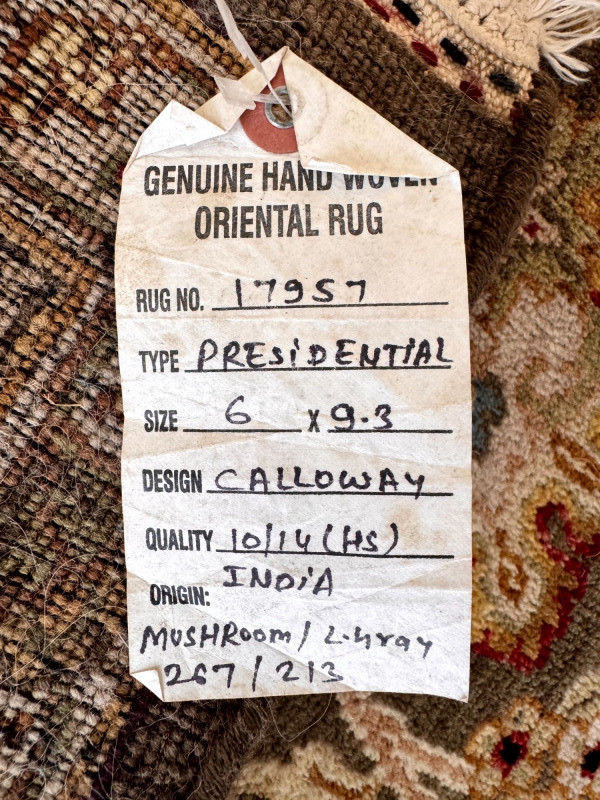 GENUINE HAND WOVEN
ORIENTAL RUG
RUG NO. 17957
TYPE PRESiDENTiAL
SIZE 6 X 9.3
DESIGN CALLOWAY
QUALITY 10/14 (HS)
ORIGIN: INDiA
MUSHRoom / L.Gray
267 / 213